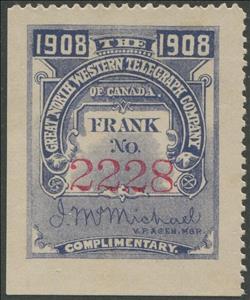 1908 THE 1908
GREAT NORTH WESTERN TELEGRAPH COMPANY
OF CANADA.
FRANK
No.
2228
I. McMichael
V.P. & GEN. MGR.
COMPLIMENTARY.